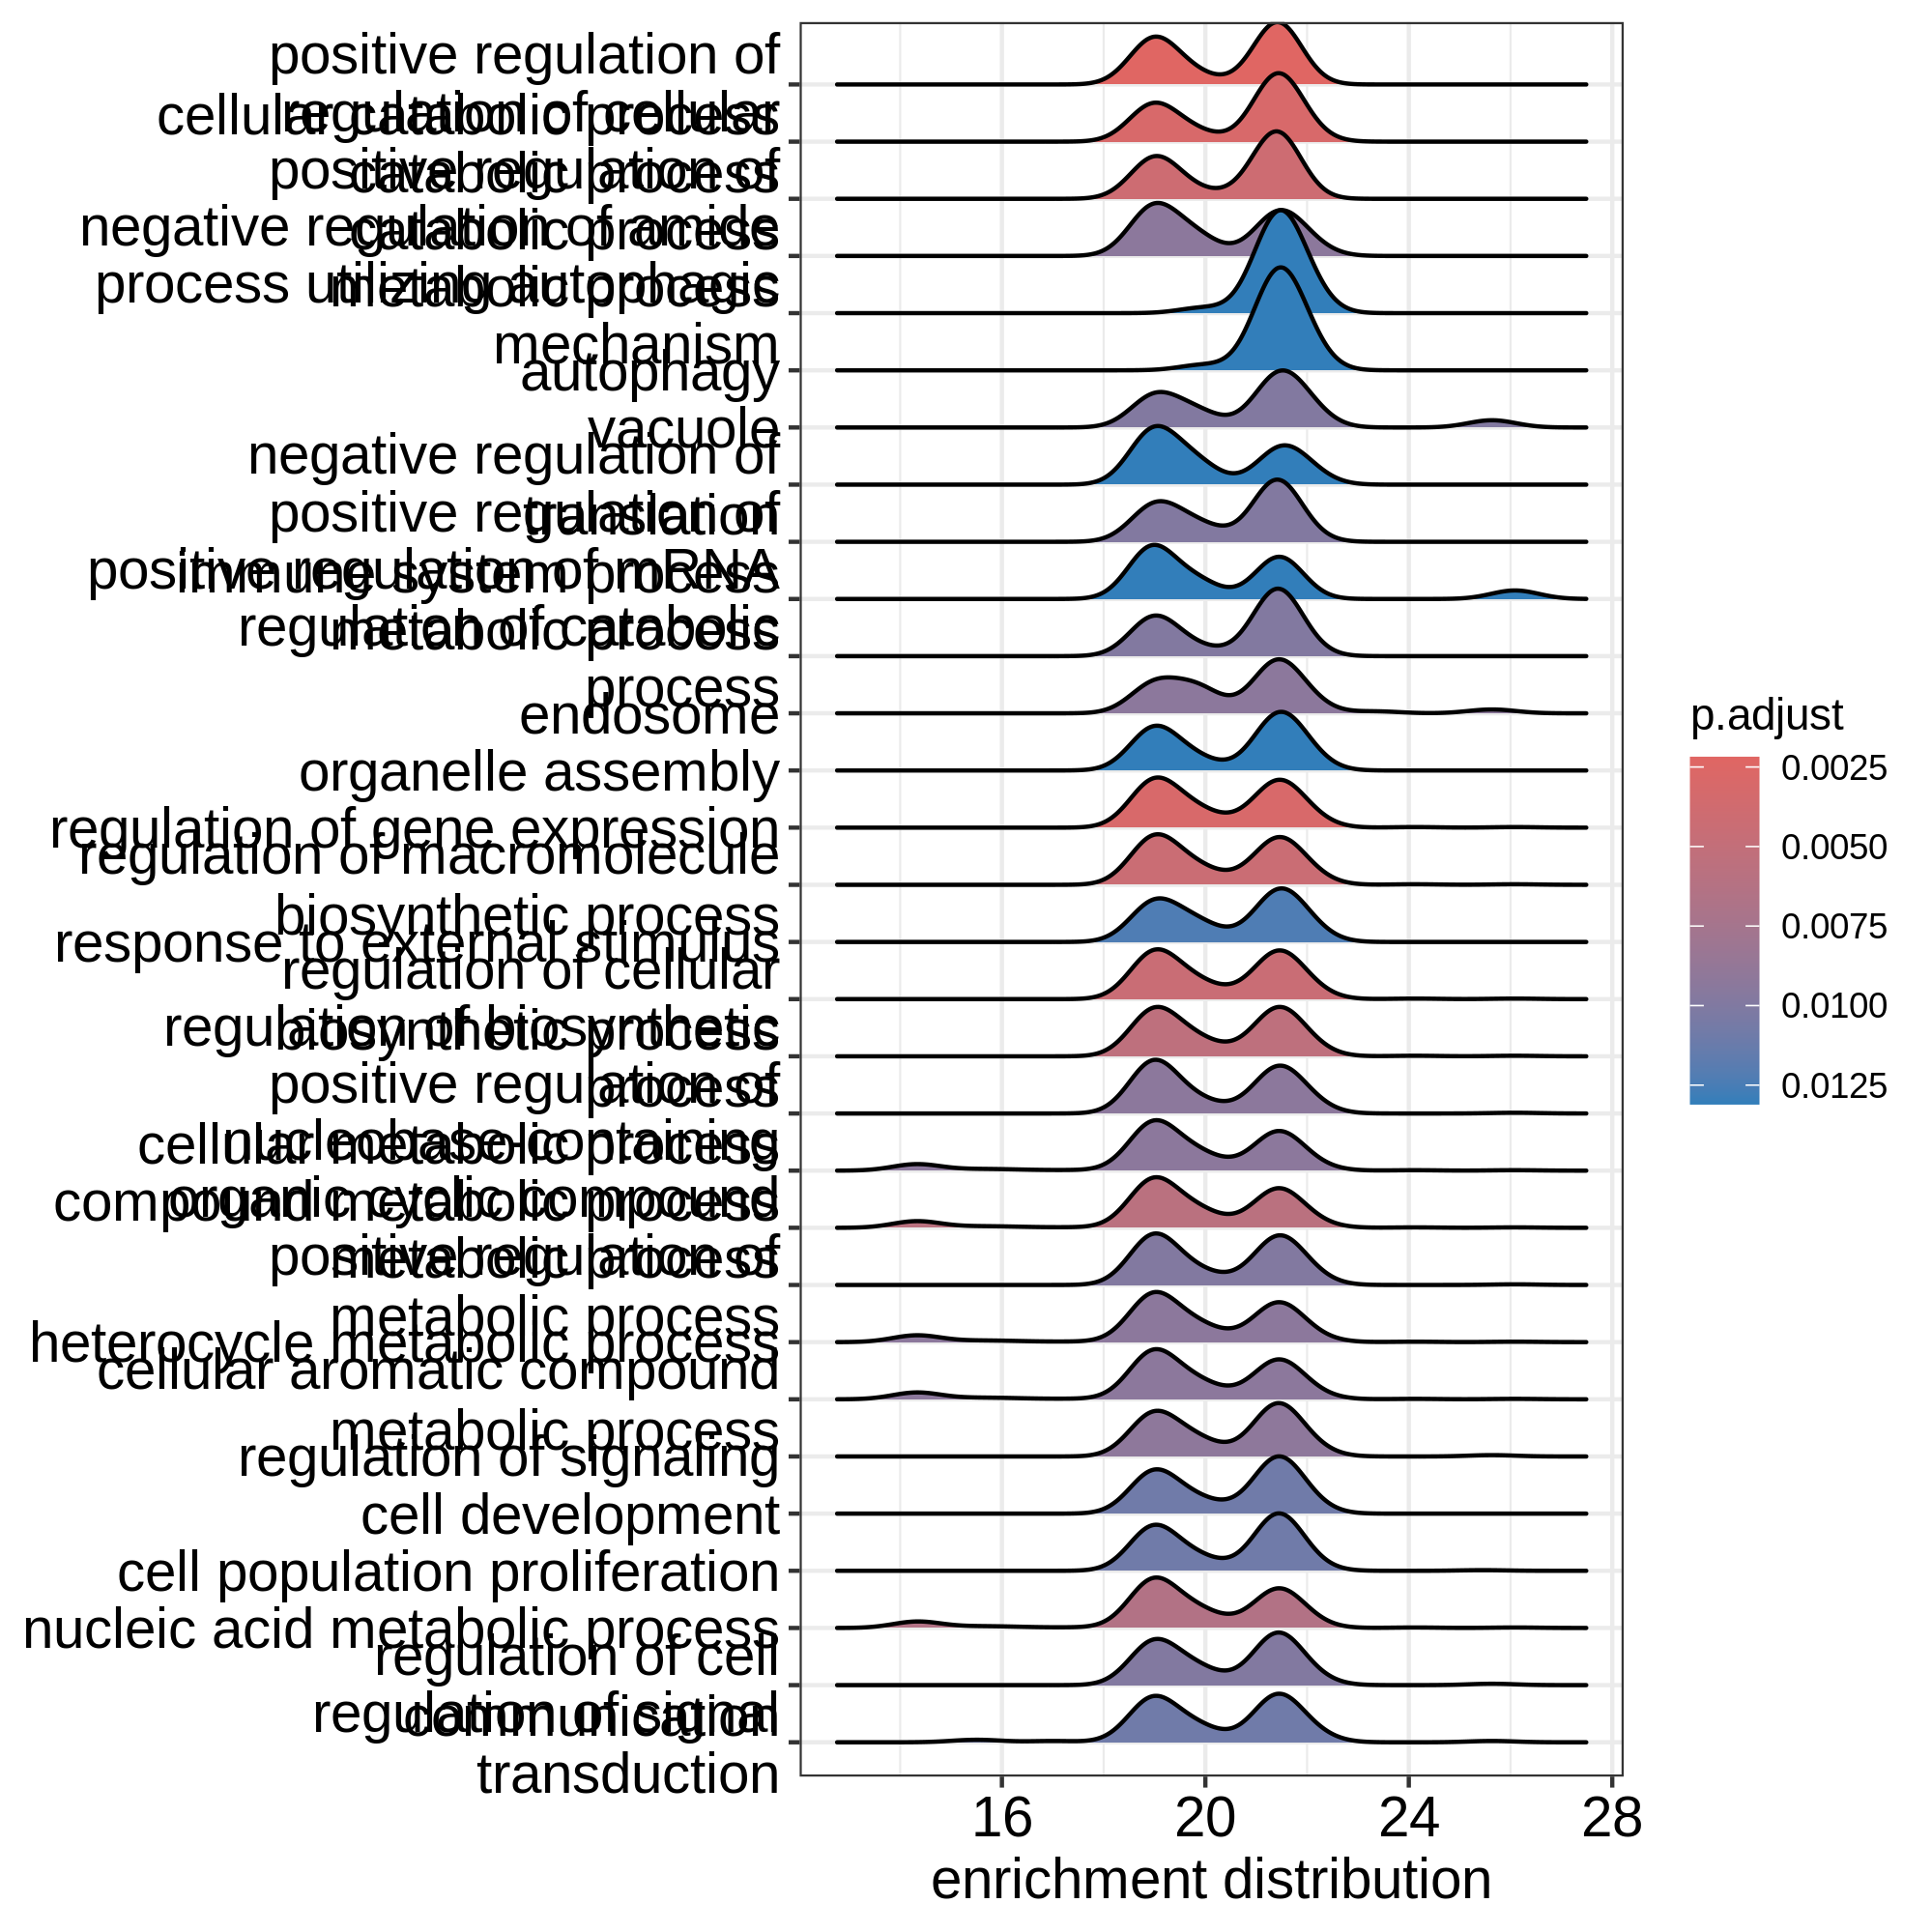 positive regulation of
cellular catabolic process
regulation of cellular
catabolic process
positive regulation of
catabolic process
negative regulation of amide
metabolic process
process utilizing autophagic
mechanism
autophagy
vacuole
negative regulation of
translation
positive regulation of
immune system process
positive regulation of mRNA
metabolic process
regulation of catabolic
process
endosome
organelle assembly
regulation of gene expression
regulation of macromolecule
biosynthetic process
response to external stimulus
regulation of cellular
biosynthetic process
regulation of biosynthetic
process
positive regulation of
cellular metabolic process
nucleobase-containing
compound metabolic process
organic cyclic compound
metabolic process
positive regulation of
metabolic process
heterocycle metabolic process
cellular aromatic compound
metabolic process
regulation of signaling
cell development
cell population proliferation
nucleic acid metabolic process
regulation of cell
communication
regulation of signal
transduction
16 20 24 28
enrichment distribution
p.adjust
0.0025
0.0050
0.0075
0.0100
0.0125